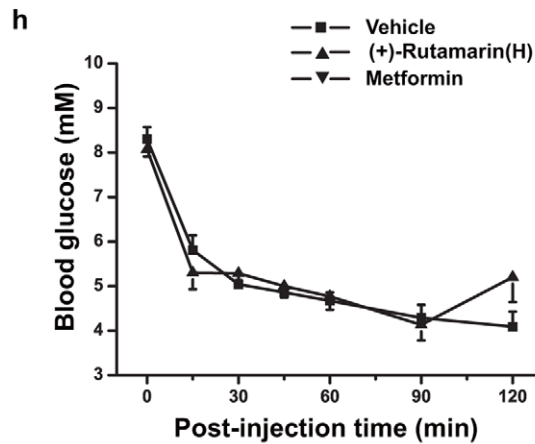 h
Vehicle
(+)-Rutamarin(H)
Metformin
Blood glucose (mM)
10
9
8
7
6
5
4
3
0 30 60 90 120
Post-injection time (min)